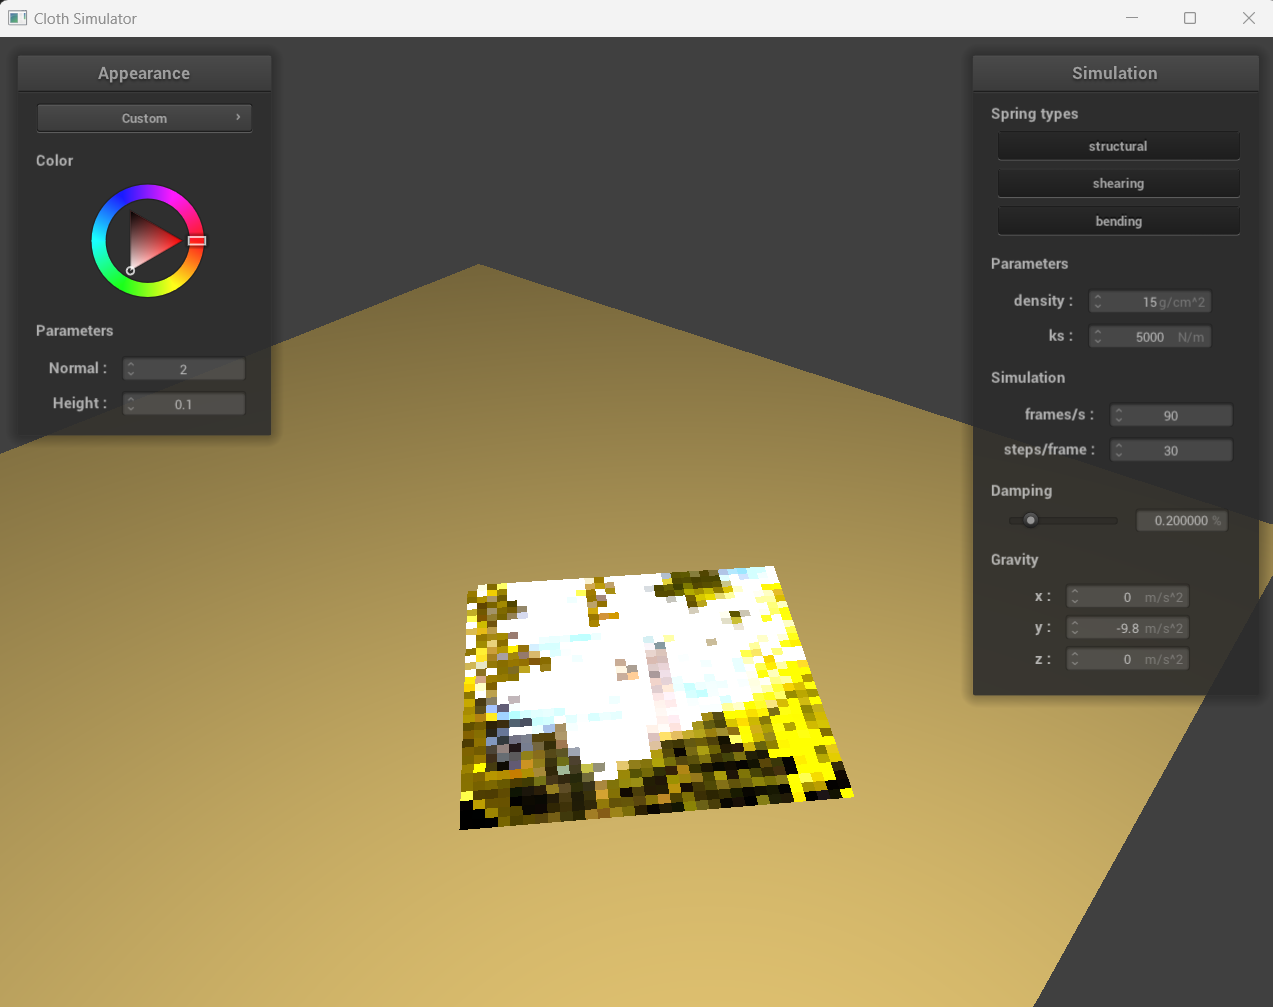 Cloth Simulator
Appearance
Custom
Color
Parameters
Normal : 2
Height : 0.1
Simulation
Spring types
structural
shearing
bending
Parameters
density : 15 g/cm^2
ks : 5000 N/m
Simulation
frames/s : 90
steps/frame : 30
Damping
0.200000 %
Gravity
x : 0 m/s^2
y : -9.8 m/s^2
z : 0 m/s^2